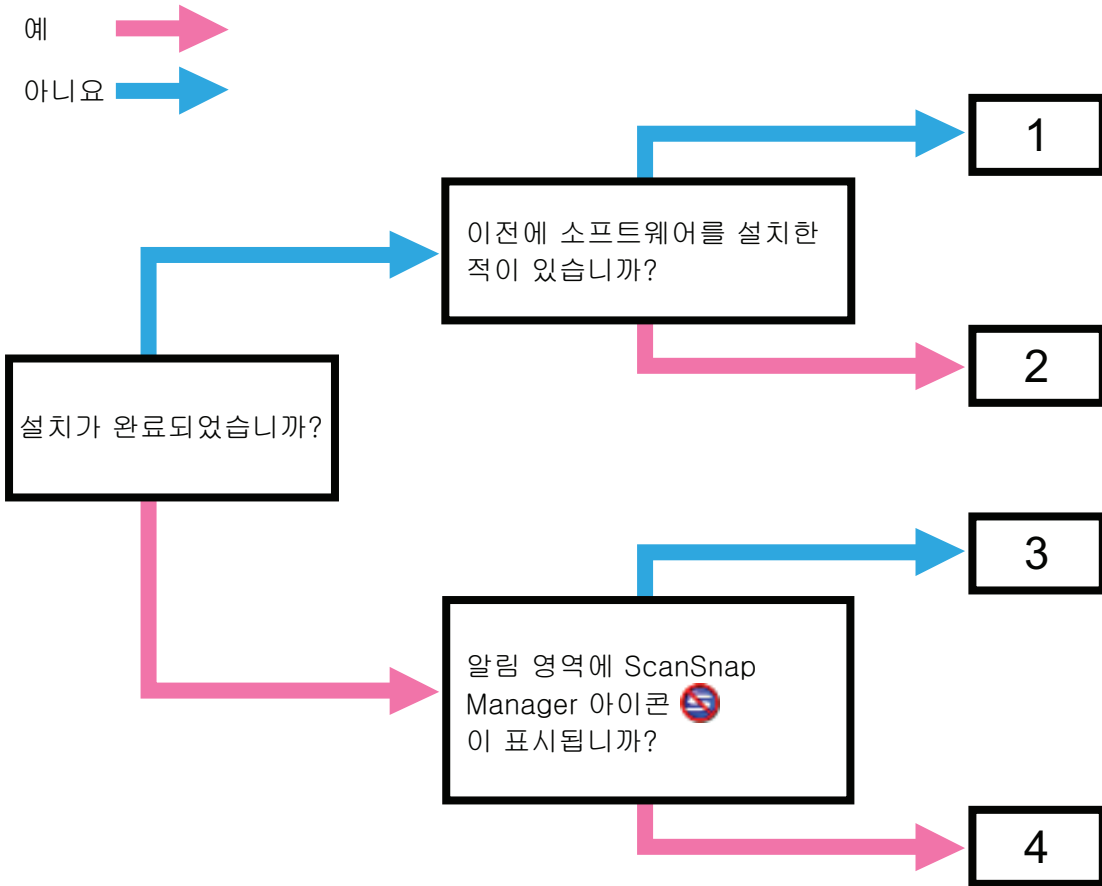 예
아니요
1
이전에 소프트웨어를 설치한
적이 있습니까?
2
설치가 완료되었습니까?
3
알림 영역에 ScanSnap
Manager 아이콘
이 표시됩니까?
4